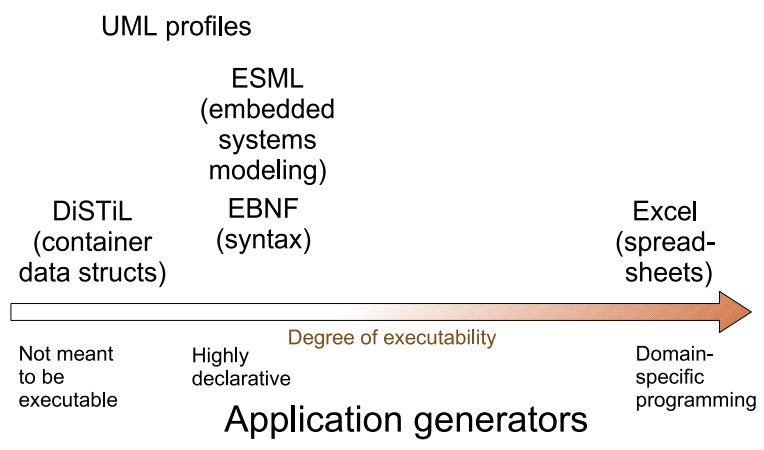 UML profiles
ESML
(embedded
systems
modeling)
DiSTiL
(container
data structs)
EBNF
(syntax)
Excel
(spread-
sheets)
Degree of executability
Not meant
to be
executable
Highly
declarative
Domain-
specific
programming
Application generators